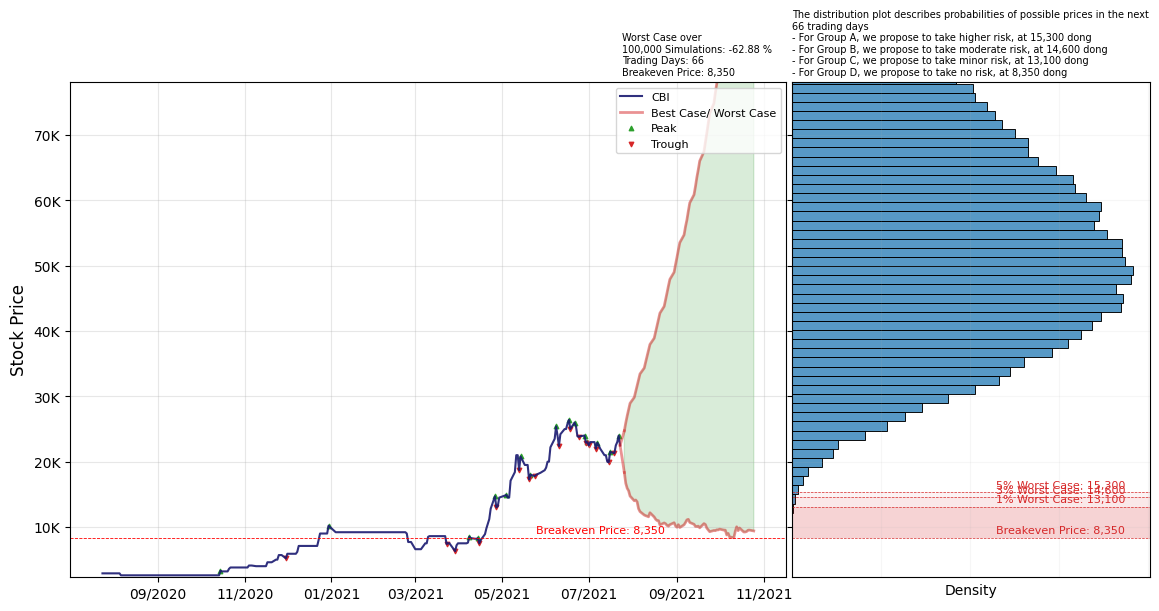 Worst Case over
100,000 Simulations: -62.88 %
Trading Days: 66
Breakeven Price: 8,350
The distribution plot describes probabilities of possible prices in the next
66 trading days
- For Group A, we propose to take higher risk, at 15,300 dong
- For Group B, we propose to take moderate risk, at 14,600 dong
- For Group C, we propose to take minor risk, at 13,100 dong
- For Group D, we propose to take no risk, at 8,350 dong
CBI
Best Case/ Worst Case
Peak
Trough
Stock Price
70K
60K
50K
40K
30K
20K
10K
Breakeven Price: 8,350
09/2020
11/2020
01/2021
03/2021
05/2021
07/2021
09/2021
11/2021
5% Worst Case: 15,300
3% Worst Case: 14,600
1% Worst Case: 13,100
Breakeven Price: 8,350
Density